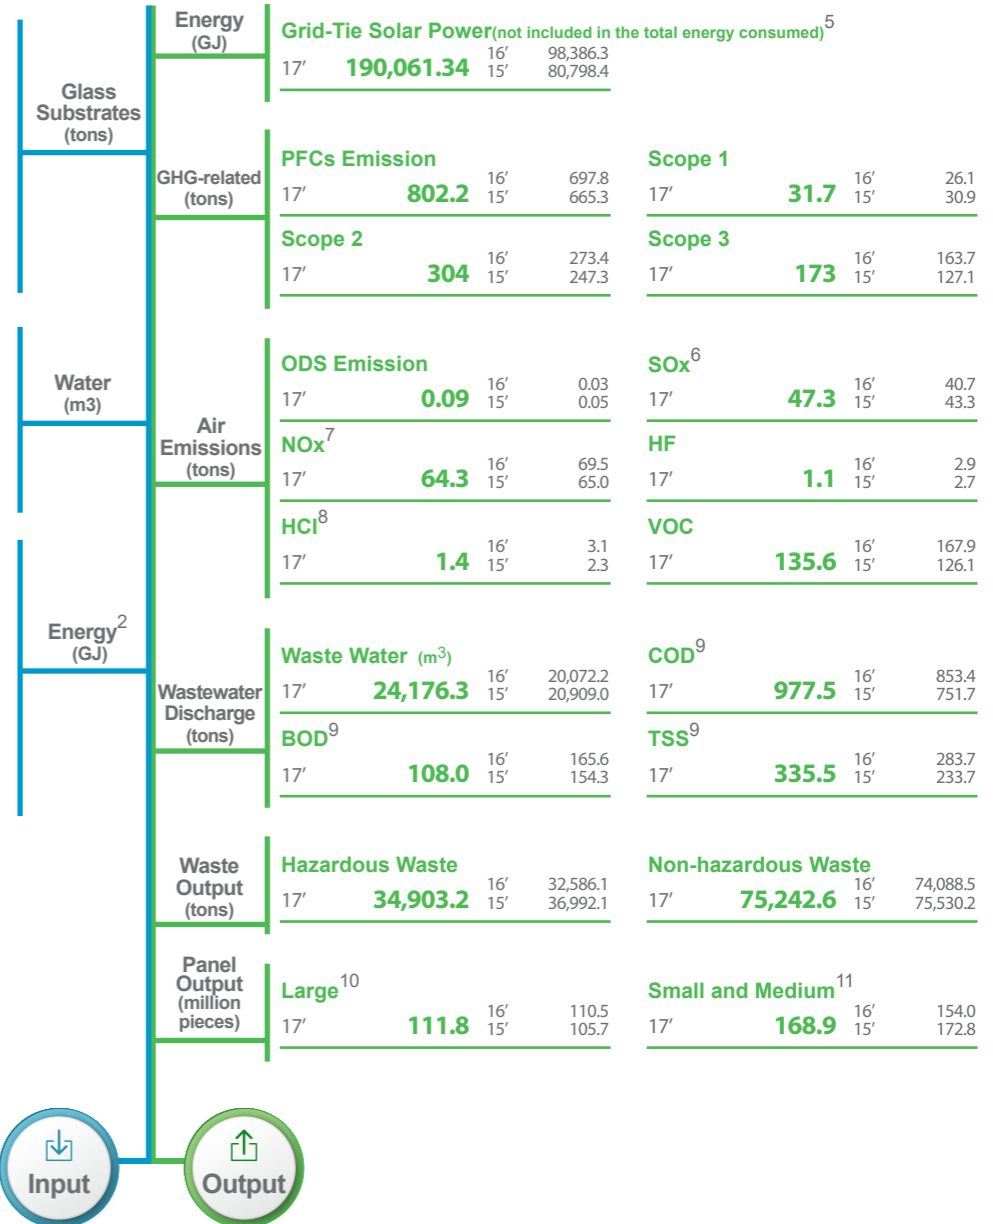 Glass
Substrates
(tons)
Water
(m3)
Energy2
(GJ)
Energy
(GJ)
Grid-Tie Solar Power(not included in the total energy consumed)5
17′ 190,061.34 16′ 98,386.3
15′ 80,798.4
GHG-related
(tons)
PFCs Emission
17′ 802.2 16′ 697.8
15′ 665.3
Scope 1
17′ 31.7 16′ 26.1
15′ 30.9
Scope 2
17′ 304 16′ 273.4
15′ 247.3
Scope 3
17′ 173 16′ 163.7
15′ 127.1
Air
Emissions
(tons)
ODS Emission
17′ 0.09 16′ 0.03
15′ 0.05
SOx6
17′ 47.3 16′ 40.7
15′ 43.3
NOx7
17′ 64.3 16′ 69.5
15′ 65.0
HF
17′ 1.1 16′ 2.9
15′ 2.7
HCl8
17′ 1.4 16′ 3.1
15′ 2.3
VOC
17′ 135.6 16′ 167.9
15′ 126.1
Wastewater
Discharge
(tons)
Waste Water (m3)
17′ 24,176.3 16′ 20,072.2
15′ 20,909.0
COD9
17′ 977.5 16′ 853.4
15′ 751.7
BOD9
17′ 108.0 16′ 165.6
15′ 154.3
TSS9
17′ 335.5 16′ 283.7
15′ 233.7
Waste
Output
(tons)
Hazardous Waste
17′ 34,903.2 16′ 32,586.1
15′ 36,992.1
Non-hazardous Waste
17′ 75,242.6 16′ 74,088.5
15′ 75,530.2
Panel
Output
(million
pieces)
Large10
17′ 111.8 16′ 110.5
15′ 105.7
Small and Medium11
17′ 168.9 16′ 154.0
15′ 172.8
Input
Output